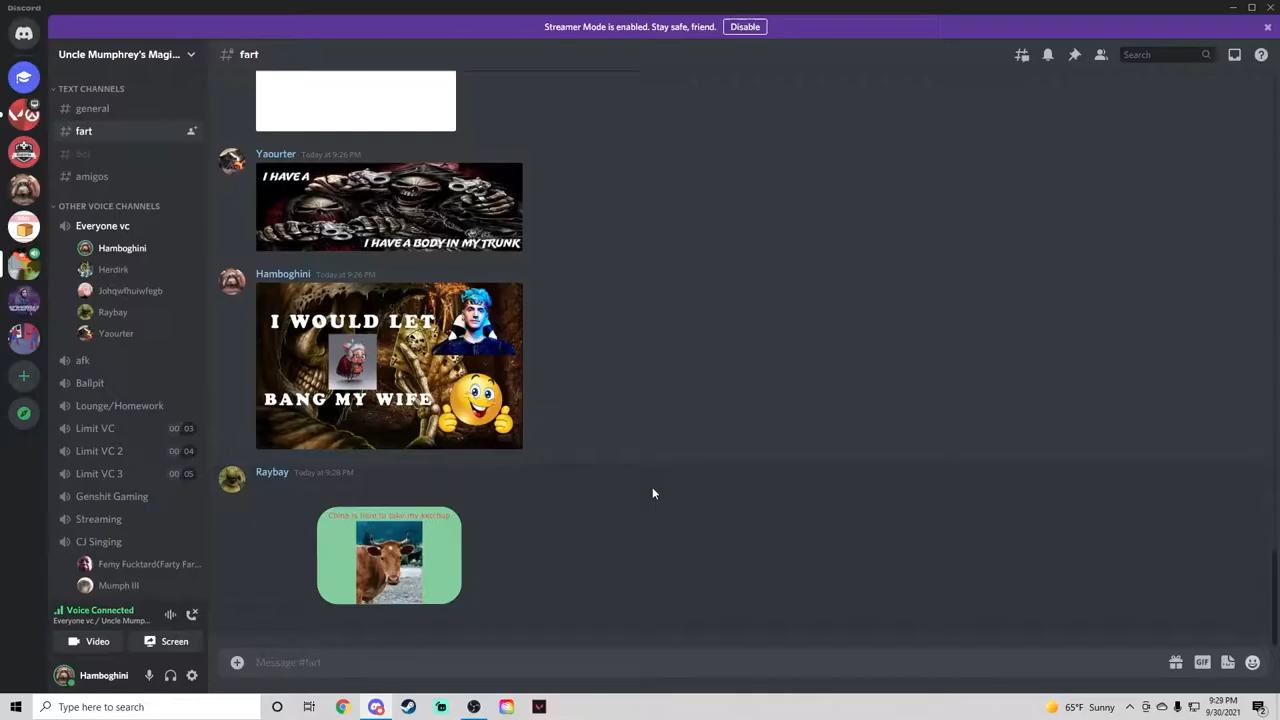 Discord
Streamer Mode is enabled. Stay safe, friend.
Disable
Uncle Mumphrey's Magi...
fart
Search
TEXT CHANNELS
general
fart
bot
amigos
OTHER VOICE CHANNELS
Everyone vc
Hamboghini
Herdirk
Johqwfhuiwfegb
Raybay
Yaourter
afk
Ballpit
Lounge/Homework
Limit VC
00 03
Limit VC 2
00 04
Limit VC 3
00 05
Genshit Gaming
Streaming
CJ Singing
Femy Fucktard(Farty Far...
Mumph III
Voice Connected
Everyone vc / Uncle Mump...
Video
Screen
Hamboghini
Yaourter Today at 9:26 PM
I HAVE A
I HAVE A BODY IN MY TRUNK
Hamboghini Today at 9:26 PM
I WOULD LET
BANG MY WIFE
Raybay Today at 9:28 PM
China is here to take my ketchup
Message #fart
GIF
Type here to search
65°F Sunny
9:29 PM
9/30/2021
2